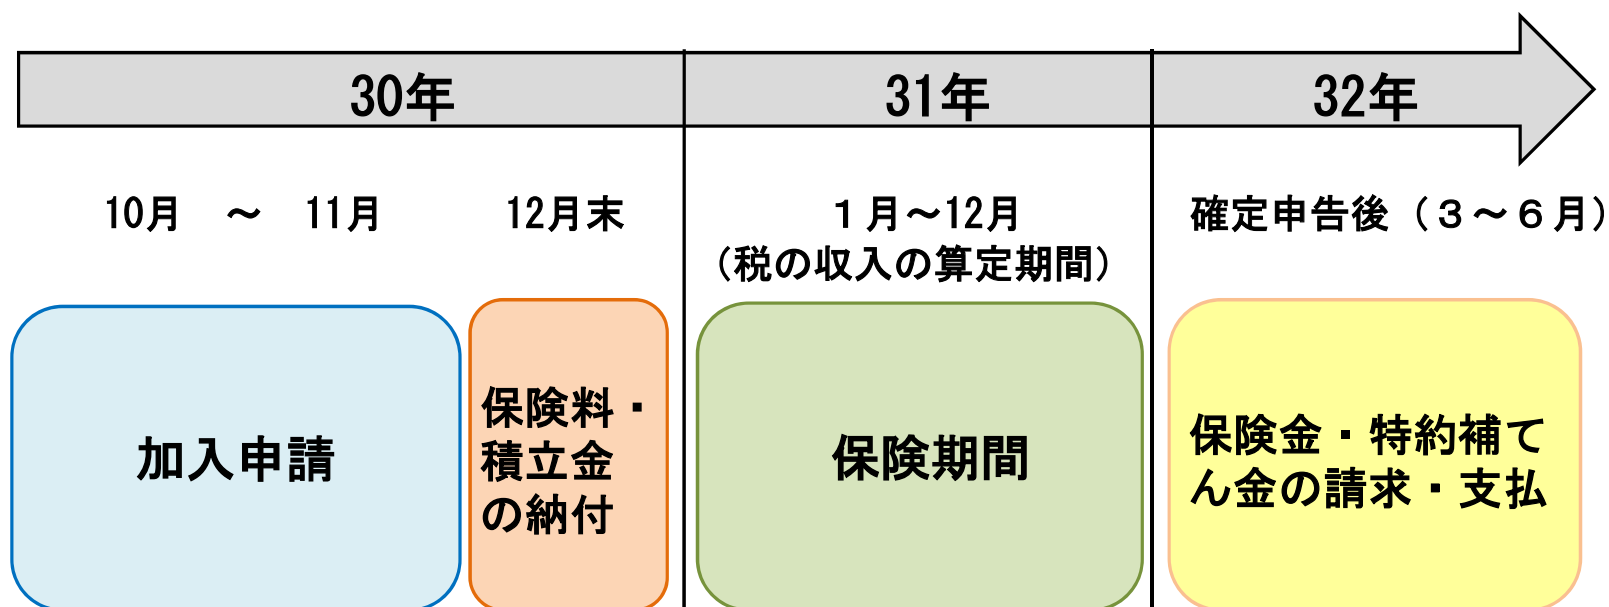 30年
31年
32年
10月　～　11月
12月末
１月～12月
（税の収入の算定期間）
確定申告後（３～６月）
加入申請
保険料・
積立金
の納付
保険期間
保険金・特約補て
ん金の請求・支払